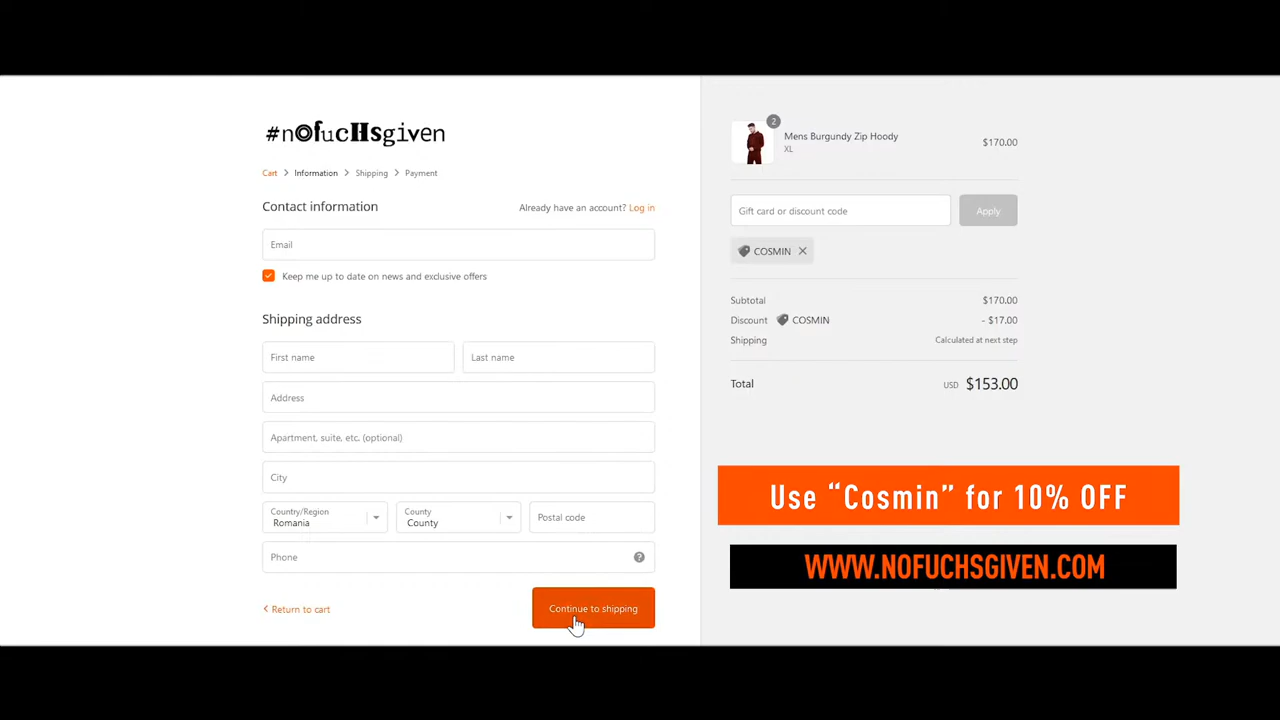 #nOfucHsgiven
Cart > Information > Shipping > Payment
Contact information
Already have an account? Log in
Email
Keep me up to date on news and exclusive offers
Shipping address
First name
Last name
Address
Apartment, suite, etc. (optional)
City
Country/Region
Romania
County
County
Postal code
Phone
?
< Return to cart
Continue to shipping
2
Mens Burgundy Zip Hoody
XL
$170.00
Gift card or discount code
Apply
COSMIN
Subtotal
$170.00
Discount COSMIN
- $17.00
Shipping
Calculated at next step
Total
USD $153.00
Use “Cosmin” for 10% OFF
WWW.NOFUCHSGIVEN.COM